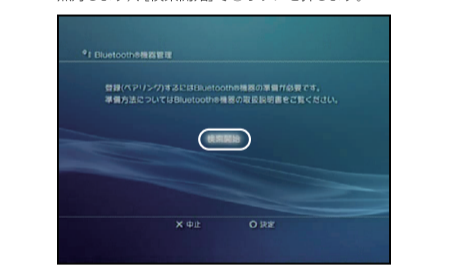 Bluetooth®機器管理
登録(ペアリング)するにはBluetooth®機器の準備が必要です。
準備方法についてはBluetooth®機器の取扱説明書をご覧ください。
検索開始
✕ 中止 ○ 決定